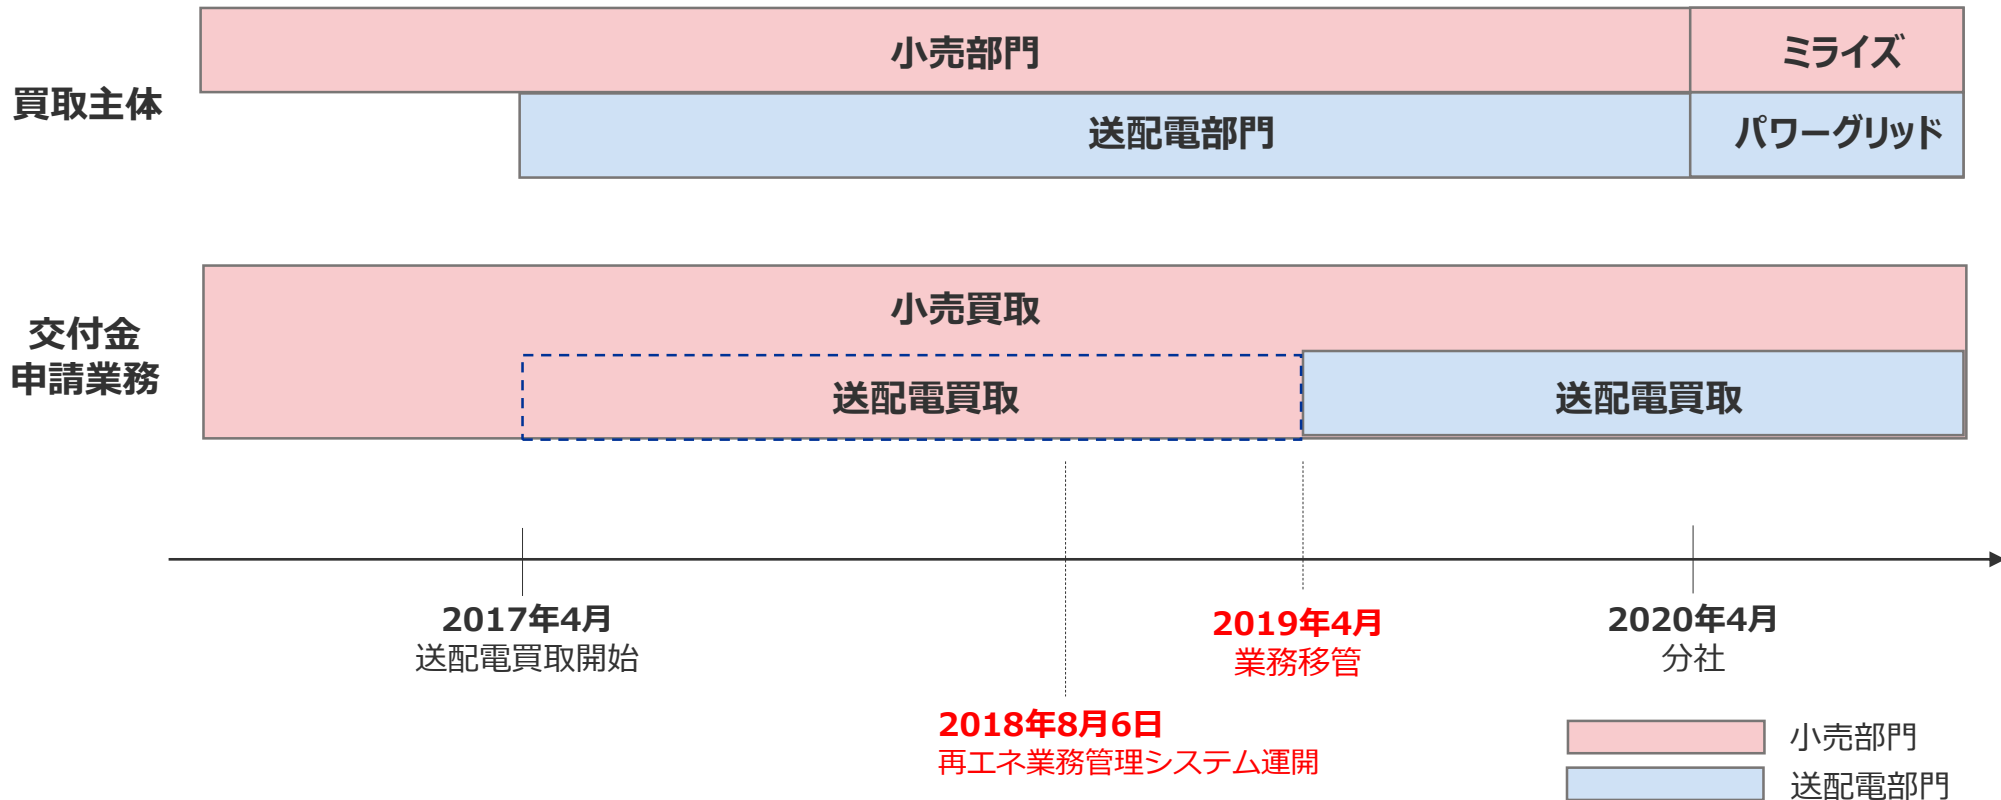 買取主体
小売部門
ミライズ
送配電部門
パワーグリッド
交付金
申請業務
小売買取
送配電買取
送配電買取
2017年4月
送配電買取開始
2019年4月
業務移管
2020年4月
分社
2018年8月6日
再エネ業務管理システム運開
小売部門
送配電部門